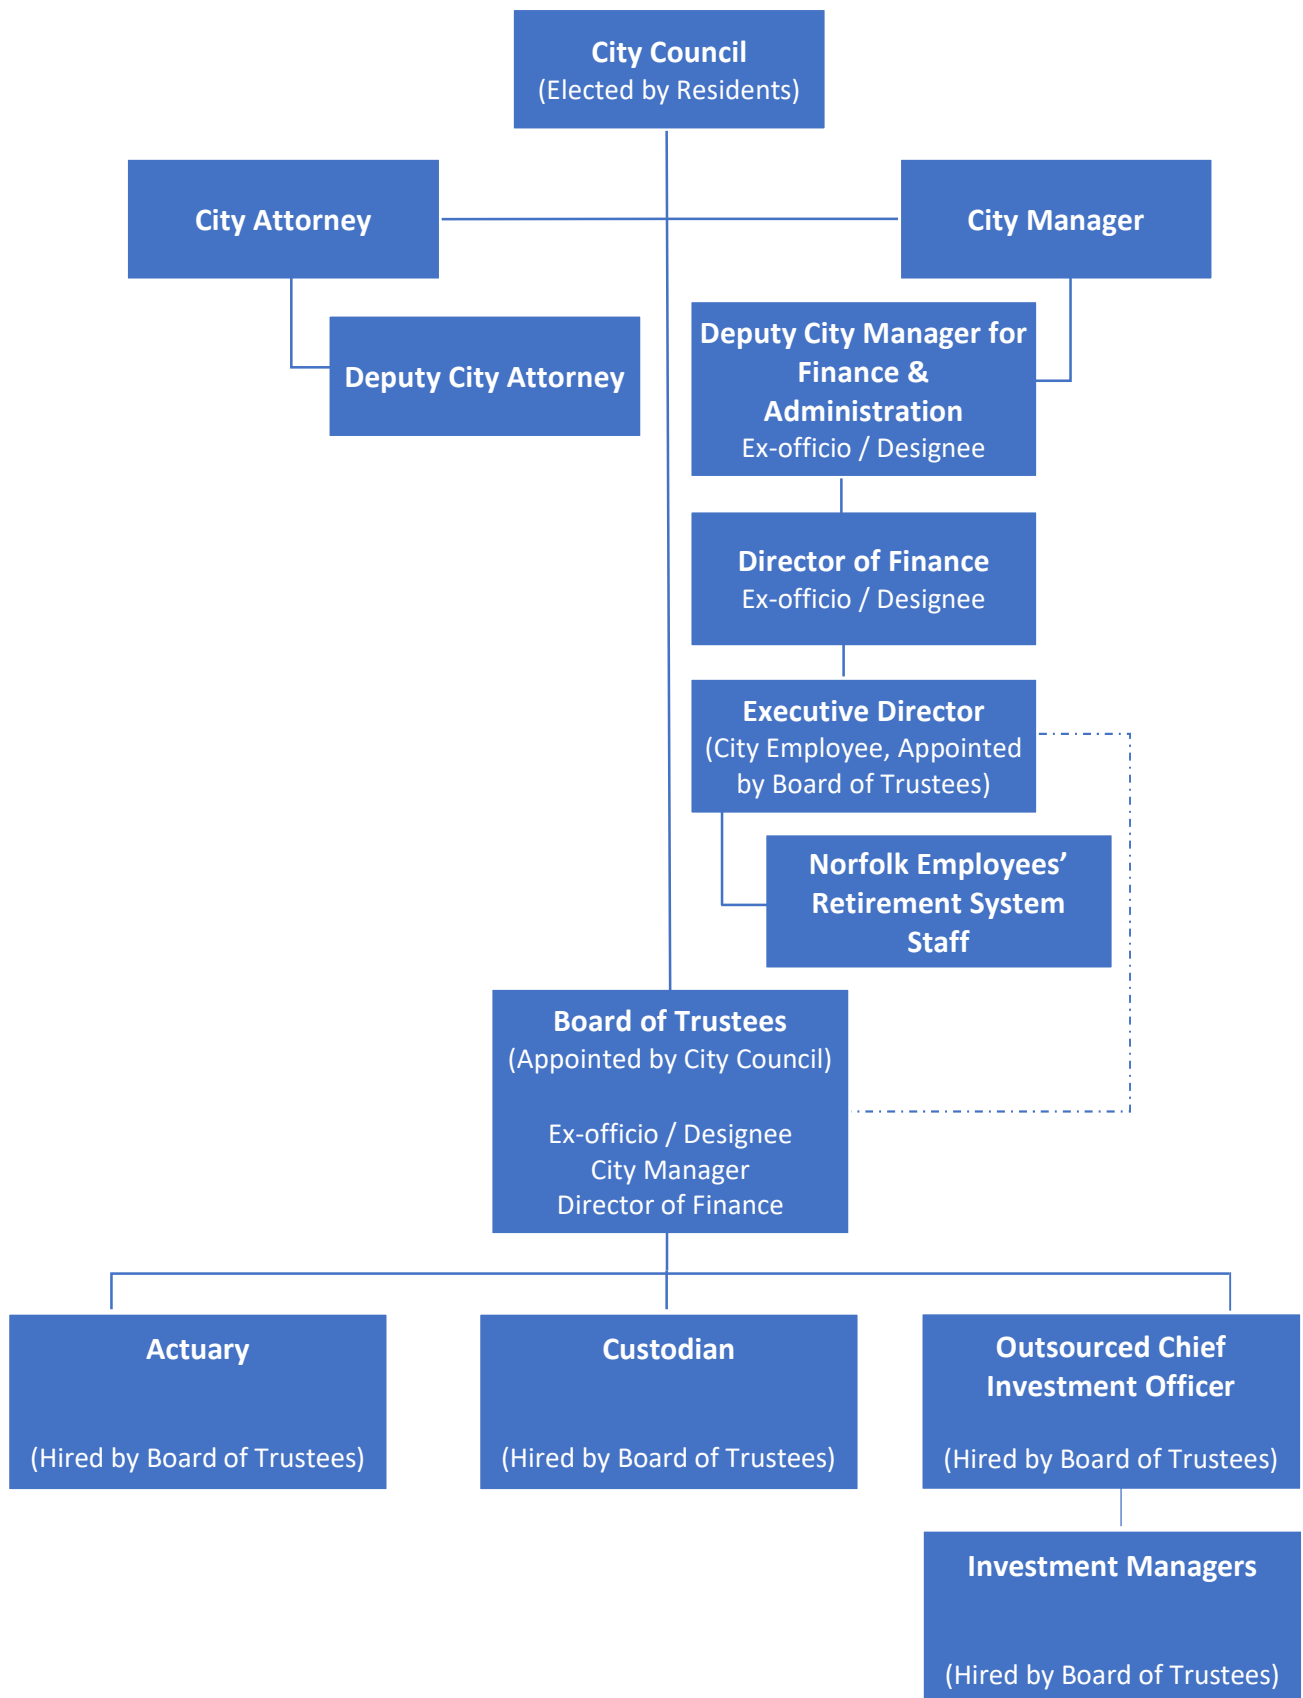 City Council
(Elected by Residents)
City Attorney
City Manager
Deputy City Attorney
Deputy City Manager for
Finance &
Administration
Ex-officio / Designee
Director of Finance
Ex-officio / Designee
Executive Director
(City Employee, Appointed
by Board of Trustees)
Norfolk Employees’
Retirement System
Staff
Board of Trustees
(Appointed by City Council)
Ex-officio / Designee
City Manager
Director of Finance
Actuary
(Hired by Board of Trustees)
Custodian
(Hired by Board of Trustees)
Outsourced Chief
Investment Officer
(Hired by Board of Trustees)
Investment Managers
(Hired by Board of Trustees)